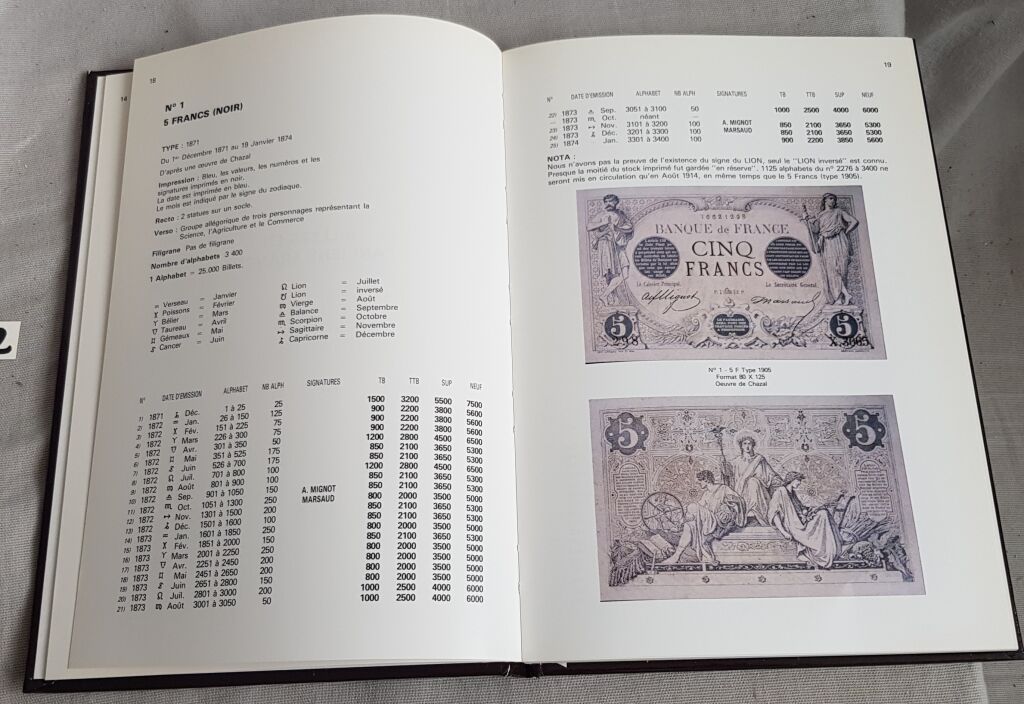 18
N° 1
5 FRANCS (NOIR)
TYPE : 1871
Du 1er Décembre 1871 au 19 Janvier 1874
D'après une œuvre de Chazal
Impression : Bleu, les valeurs, les numéros et les
signatures imprimés en noir.
La date est imprimée en bleu.
Le mois est indiqué par le signe du zodiaque.
Recto : 2 statues sur un socle.
Verso : Groupe allégorique de trois personnages représentant la
Science, l'Agriculture et le Commerce
Filigrane Pas de filigrane
Nombre d'alphabets 3 400
1 Alphabet = 25.000 Billets.
♒ Verseau = Janvier
♓ Poissons = Février
♈ Bélier = Mars
♉ Taureau = Avril
♊ Gémeaux = Mai
♋ Cancer = Juin
♌ Lion = Juillet
Lion inversé
♍ Vierge = Août
♎ Balance = Septembre
♏ Scorpion = Octobre
Sagittaire = Novembre
Capricorne = Décembre
N° DATE D'EMISSION ALPHABET NB ALPH SIGNATURES TB TTB SUP NEUF
1) 1871 Déc. 1 à 25 25 1500 3200 5500 7500
2) 1872 Jan. 26 à 150 125 900 2200 3800 5600
3) 1872 Fév. 151 à 225 75 900 2200 3800 5600
4) 1872 Mars 226 à 300 75 900 2200 3800 5600
5) 1872 Avr. 301 à 350 50 1200 2800 4500 6500
6) 1872 Mai 351 à 525 175 850 2100 3650 5300
7) 1872 Juin 526 à 700 175 850 2100 3650 5300
8) 1872 Juil. 701 à 800 100 1200 2800 4500 6500
9) 1872 Août 801 à 900 100 850 2100 3650 5300
10) 1872 Sep. 901 à 1050 150 A. MIGNOT 850 2100 3650 5300
11) 1872 Oct. 1051 à 1300 250 MARSAUD 800 2000 3500 5000
12) 1872 Nov. 1301 à 1500 200 850 2100 3650 5300
13) 1872 Déc. 1501 à 1600 100 850 2100 3650 5300
14) 1873 Jan. 1601 à 1850 250 800 2000 3500 5000
15) 1873 Fév. 1851 à 2000 150 850 2100 3650 5300
16) 1873 Mars 2001 à 2250 250 800 2000 3500 5000
17) 1873 Avr. 2251 à 2450 200 800 2000 3500 5000
18) 1873 Mai 2451 à 2650 200 800 2000 3500 5000
19) 1873 Juin 2651 à 2800 150 800 2000 3500 5000
20) 1873 Juil. 2801 à 3000 200 1000 2500 4000 6000
21) 1873 Août 3001 à 3050 50 1000 2500 4000 6000
19
N° DATE D'EMISSION ALPHABET NB ALPH SIGNATURES TB TTB SUP NEUF
22) 1873 Sep. 3051 à 3100 50 1000 2500 4000 6000
— 1873 Oct. néant —
23) 1873 Nov. 3101 à 3200 100 A. MIGNOT 850 2100 3650 5300
24) 1873 Déc. 3201 à 3300 100 MARSAUD 850 2100 3650 5300
25) 1874 Jan. 3301 à 3400 100 900 2200 3850 5600
NOTA :
Nous n'avons pas la preuve de l'existence du signe du LION, seul le "LION inversé" est connu.
Presque la moitié du stock imprimé fut gardée "en réserve". 1125 alphabets du n° 2276 à 3400 ne
seront mis en circulation qu'en Août 1914, en même temps que le 5 Francs (type 1905).
BANQUE DE FRANCE
CINQ
FRANCS
Le Caissier Principal, Le Secrétaire Général,
5 5
298 X.3065
N° 1 - 5 F Type 1905
Format 80 X 125
Oeuvre de Chazal
5 5